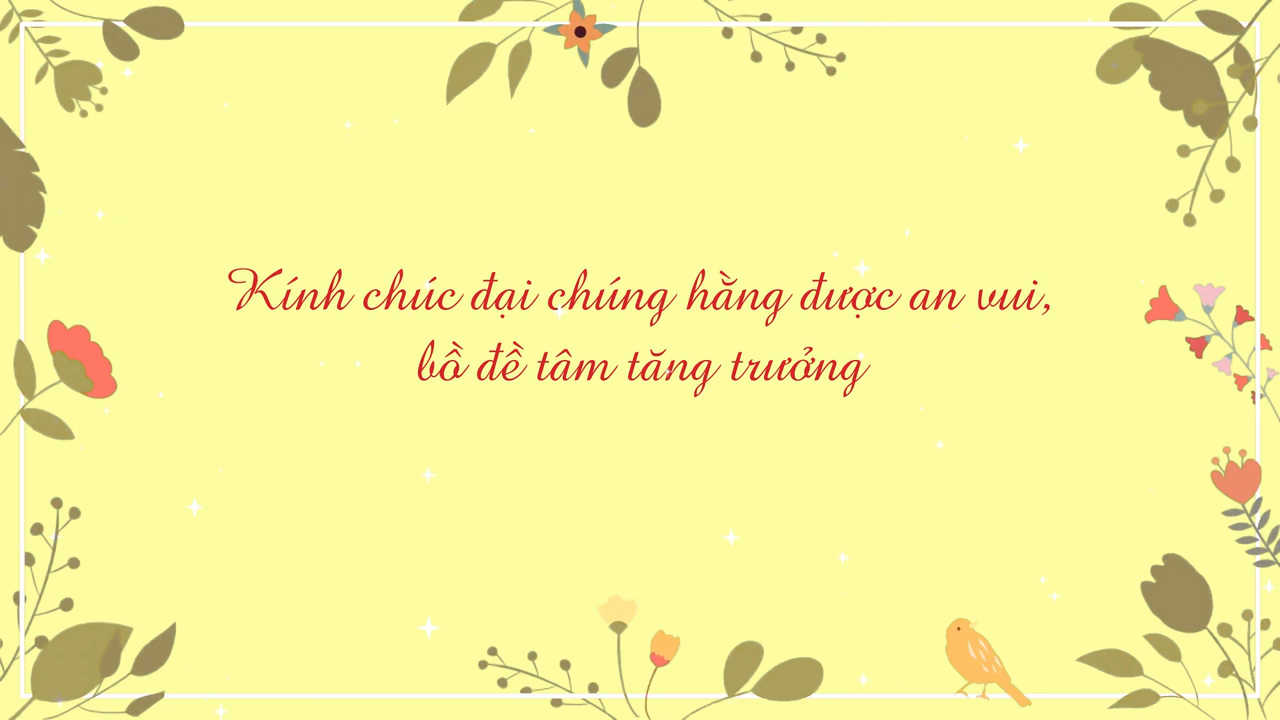 Kính chúc đại chúng hằng được an vui,
bồ đề tâm tăng trưởng